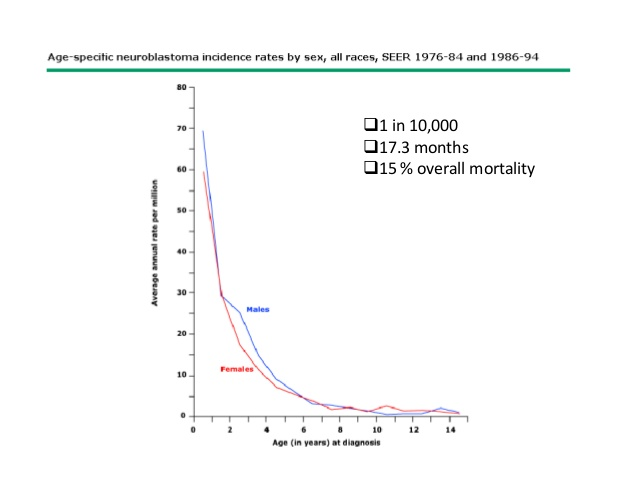 Age-specific neuroblastoma incidence rates by sex, all races, SEER 1976-84 and 1986-94
❑1 in 10,000
❑17.3 months
❑15 % overall mortality
Average annual rate per million
80
70
60
50
40
30
20
10
0
Males
Females
0 2 4 6 8 10 12 14
Age (in years) at diagnosis